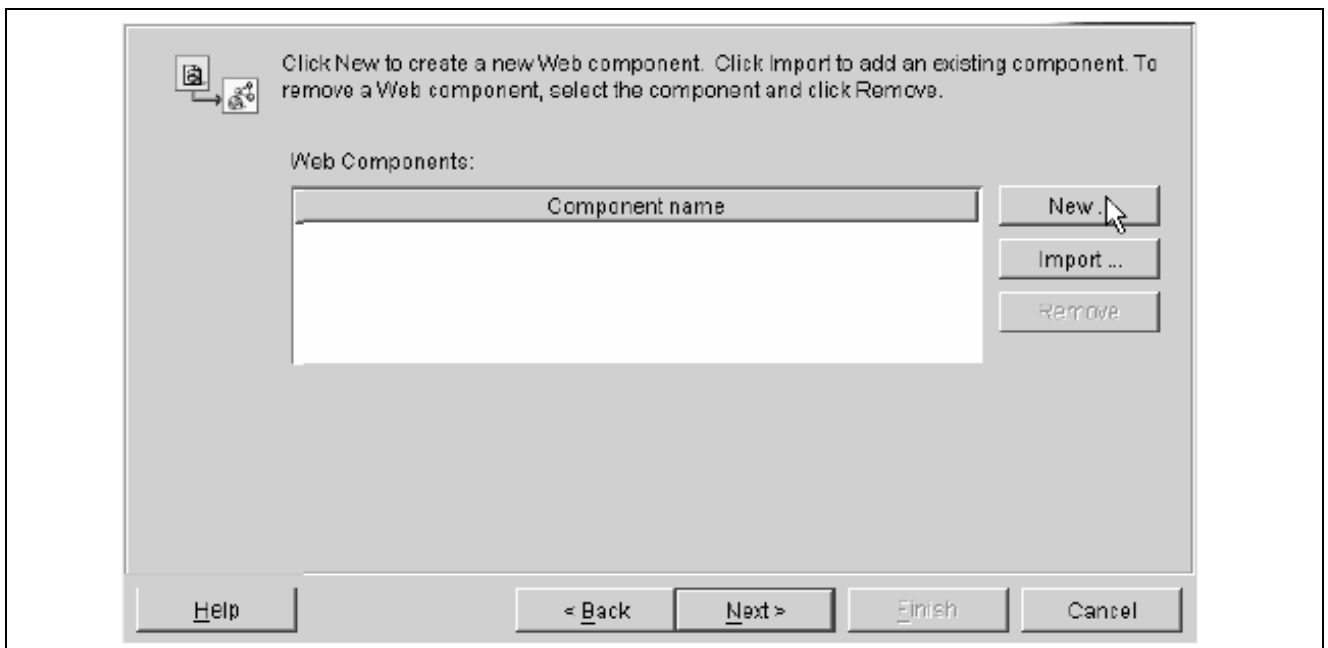 Click New to create a new Web component. Click Import to add an existing component. To
remove a Web component, select the component and click Remove.
Web Components:
Component name
New .
Import ...
Remove
Help
< Back
Next >
Finish
Cancel